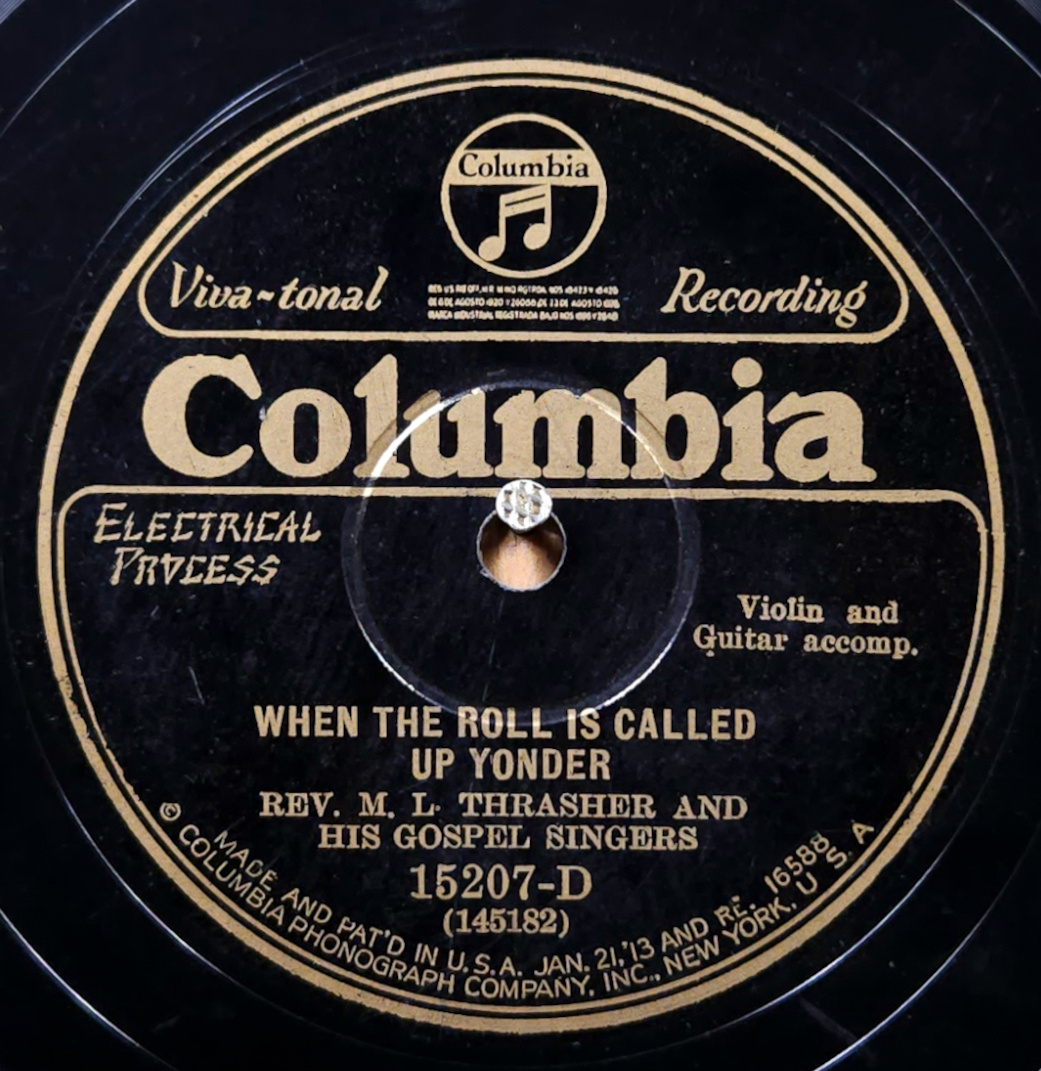 Columbia
Viva-tonal
Recording
Columbia
ELECTRICAL
PROCESS
Violin and
Guitar accomp.
WHEN THE ROLL IS CALLED
UP YONDER
REV. M. L. THRASHER AND
HIS GOSPEL SINGERS
15207-D
(145182)
MADE AND PAT'D IN U.S.A. JAN. 21,'13 AND RE. 16588
© COLUMBIA PHONOGRAPH COMPANY, INC., NEW YORK, U S. A